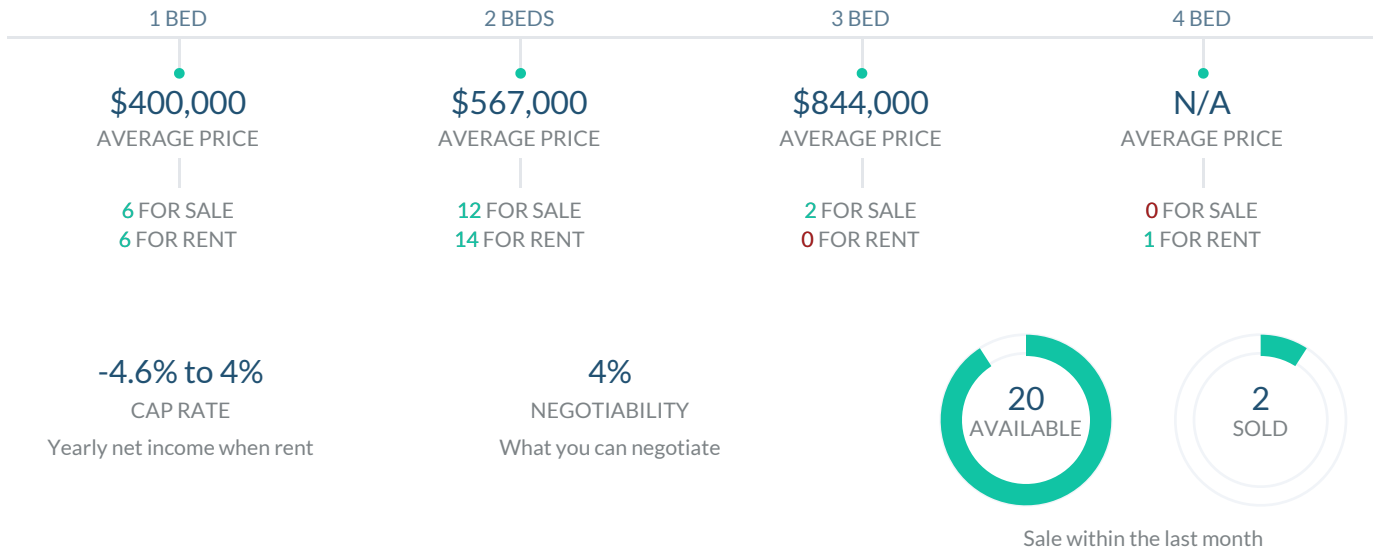 1 BED
2 BEDS
3 BED
4 BED
$400,000
AVERAGE PRICE
6 FOR SALE
6 FOR RENT
$567,000
AVERAGE PRICE
12 FOR SALE
14 FOR RENT
$844,000
AVERAGE PRICE
2 FOR SALE
0 FOR RENT
N/A
AVERAGE PRICE
0 FOR SALE
1 FOR RENT
-4.6% to 4%
CAP RATE
Yearly net income when rent
4%
NEGOTIABILITY
What you can negotiate
20
AVAILABLE
2
SOLD
Sale within the last month